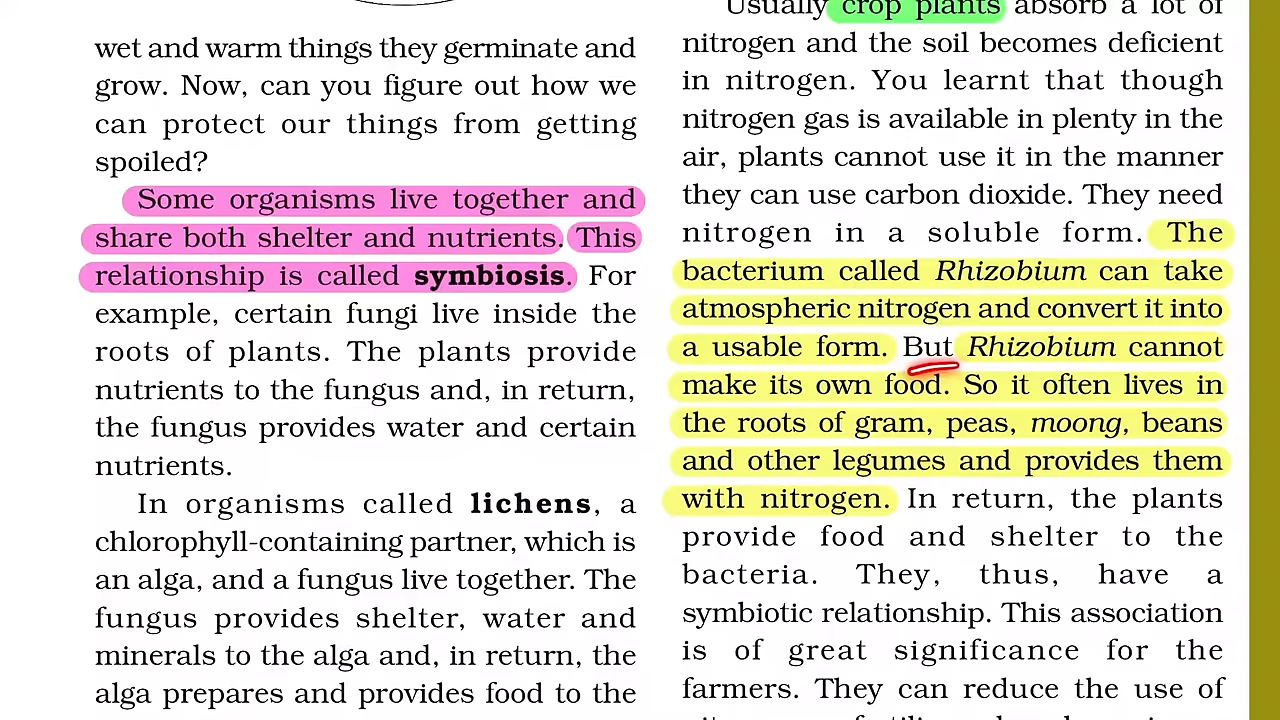 wet and warm things they germinate and
grow. Now, can you figure out how we
can protect our things from getting
spoiled?
Some organisms live together and
share both shelter and nutrients. This
relationship is called symbiosis. For
example, certain fungi live inside the
roots of plants. The plants provide
nutrients to the fungus and, in return,
the fungus provides water and certain
nutrients.
In organisms called lichens, a
chlorophyll-containing partner, which is
an alga, and a fungus live together. The
fungus provides shelter, water and
minerals to the alga and, in return, the
alga prepares and provides food to the
Usually crop plants absorb a lot of
nitrogen and the soil becomes deficient
in nitrogen. You learnt that though
nitrogen gas is available in plenty in the
air, plants cannot use it in the manner
they can use carbon dioxide. They need
nitrogen in a soluble form. The
bacterium called Rhizobium can take
atmospheric nitrogen and convert it into
a usable form. But Rhizobium cannot
make its own food. So it often lives in
the roots of gram, peas, moong, beans
and other legumes and provides them
with nitrogen. In return, the plants
provide food and shelter to the
bacteria. They, thus, have a
symbiotic relationship. This association
is of great significance for the
farmers. They can reduce the use of